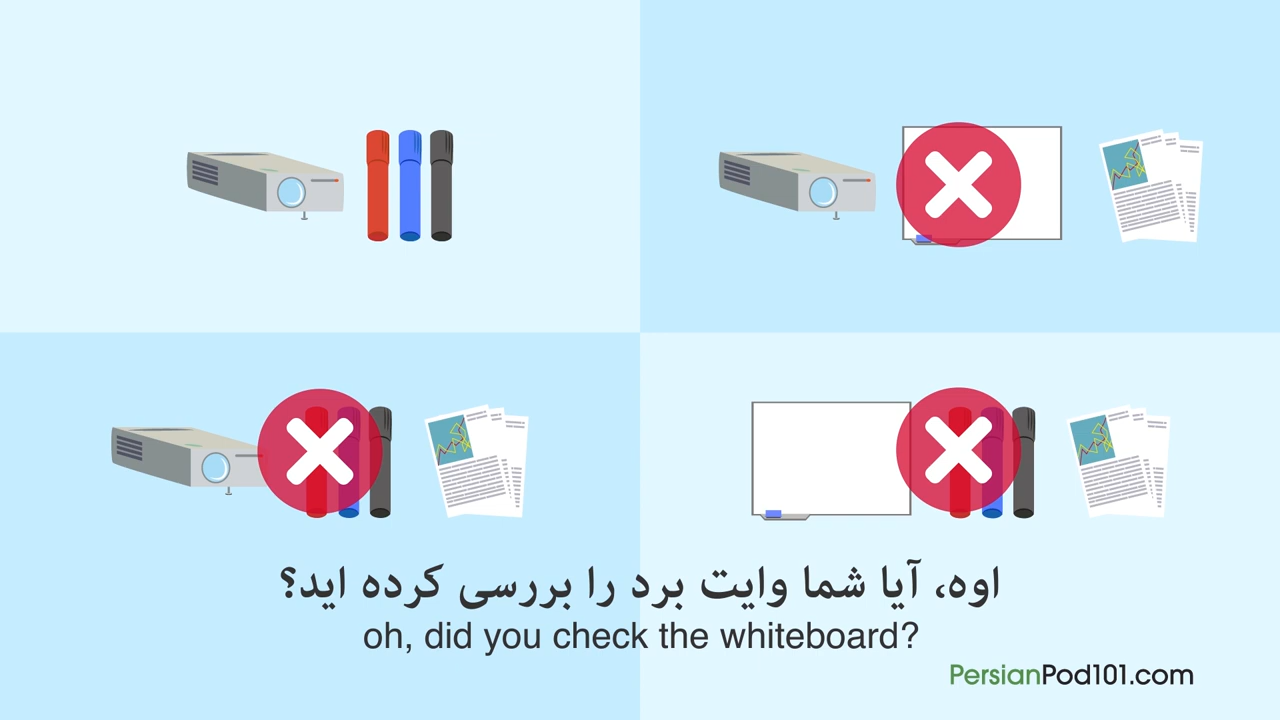 اوه، آیا شما وایت برد را بررسی کرده اید؟
oh, did you check the whiteboard?
PersianPod101.com